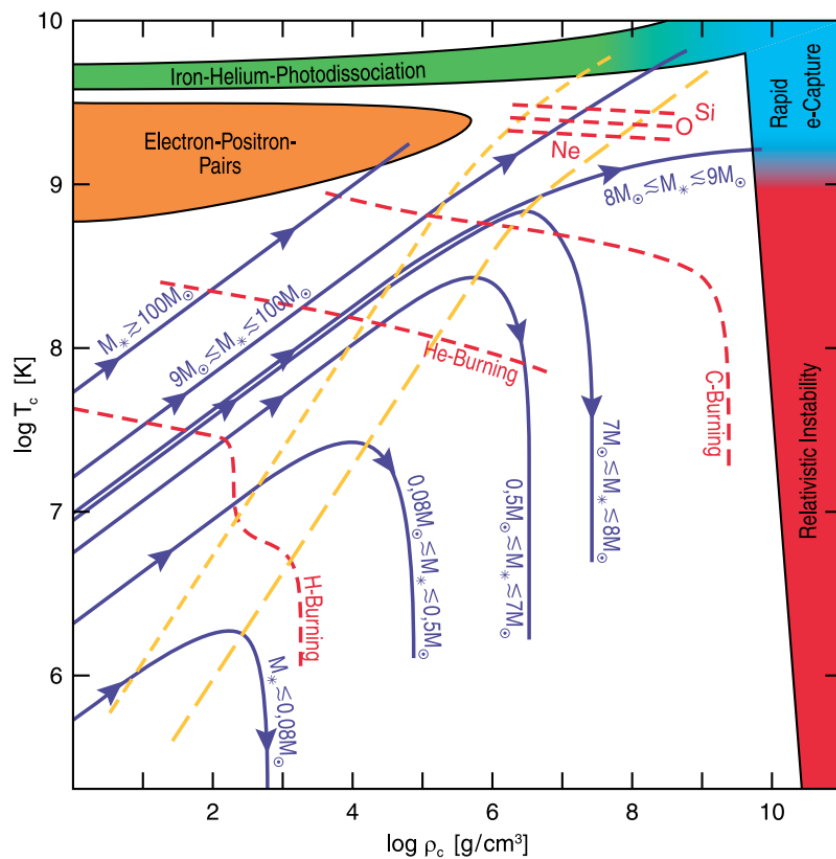 10
9
8
7
6
log T_c [K]
Iron-Helium-Photodissociation
Electron-Positron-
Pairs
Rapid
e-Capture
Si
O
Ne
8M☉≲M∗≲9M☉
M∗≳100M☉
9M☉≲M∗≤100M☉
He-Burning
C-Burning
Relativistic Instability
7M☉≤M∗≤8M☉
0,5M☉≤M∗≤7M☉
0,08M☉≤M∗≤0,5M☉
H-Burning
M∗≲0,08M☉
2
4
6
8
10
log ρ_c [g/cm³]